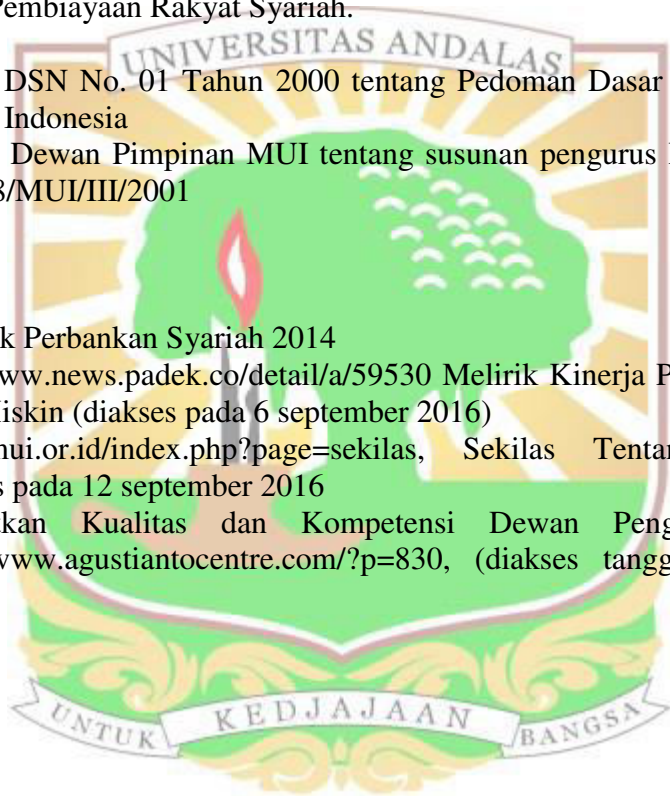 Pembiayaan Rakyat Syariah.
UNIVERSITAS ANDALAS
DSN No. 01 Tahun 2000 tentang Pedoman Dasar
Indonesia
Dewan Pimpinan MUI tentang susunan pengurus
/MUI/III/2001
k Perbankan Syariah 2014
ww.news.padek.co/detail/a/59530 Melirik Kinerja P
iskin (diakses pada 6 september 2016)
mui.or.id/index.php?page=sekilas, Sekilas Tentan
s pada 12 september 2016
kan Kualitas dan Kompetensi Dewan Peng
www.agustiantocentre.com/?p=830, (diakses tangg
UNTUK KEDJAJAAN BANGSA